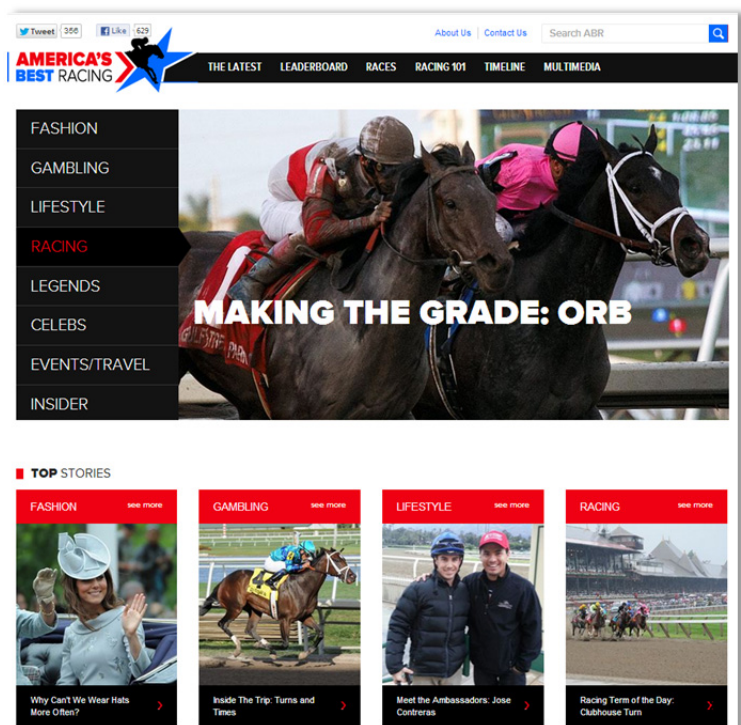 Tweet 356 Like 629
About Us Contact Us Search ABR
AMERICA'S
BEST RACING
THE LATEST LEADERBOARD RACES RACING 101 TIMELINE MULTIMEDIA
FASHION
GAMBLING
LIFESTYLE
RACING
LEGENDS
CELEBS
EVENTS/TRAVEL
INSIDER
1
GULFSTREAM PARK
MAKING THE GRADE: ORB
TOP STORIES
FASHION see more
GAMBLING see more
LIFESTYLE see more
RACING see more
Why Can't We Wear Hats
More Often?
Inside The Trip: Turns and
Times
Meet the Ambassadors: Jose
Contreras
Racing Term of the Day:
Clubhouse Turn